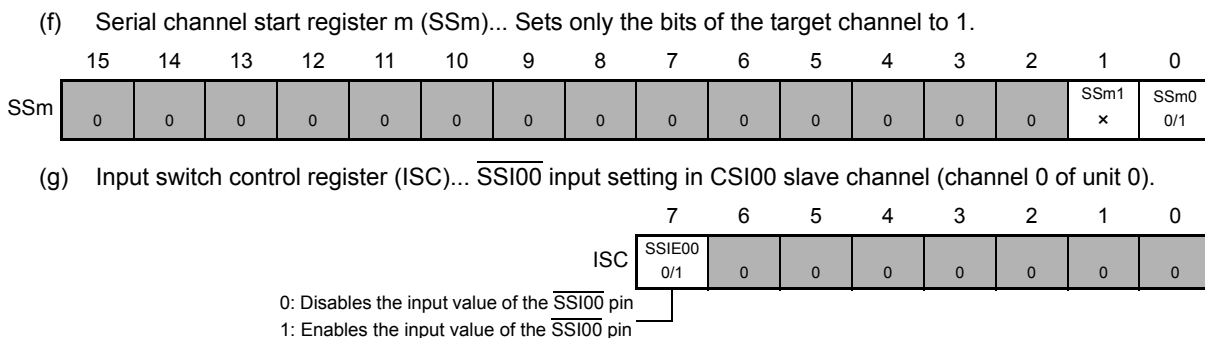 (f) Serial channel start register m (SSm)... Sets only the bits of the target channel to 1.
15 14 13 12 11 10 9 8 7 6 5 4 3 2 1 0
SSm 0 0 0 0 0 0 0 0 0 0 0 0 0 0 SSm1 × SSm0 0/1
(g) Input switch control register (ISC)... SSI00 input setting in CSI00 slave channel (channel 0 of unit 0).
7 6 5 4 3 2 1 0
ISC SSIE00 0/1 0 0 0 0 0 0 0
0: Disables the input value of the SSI00 pin
1: Enables the input value of the SSI00 pin